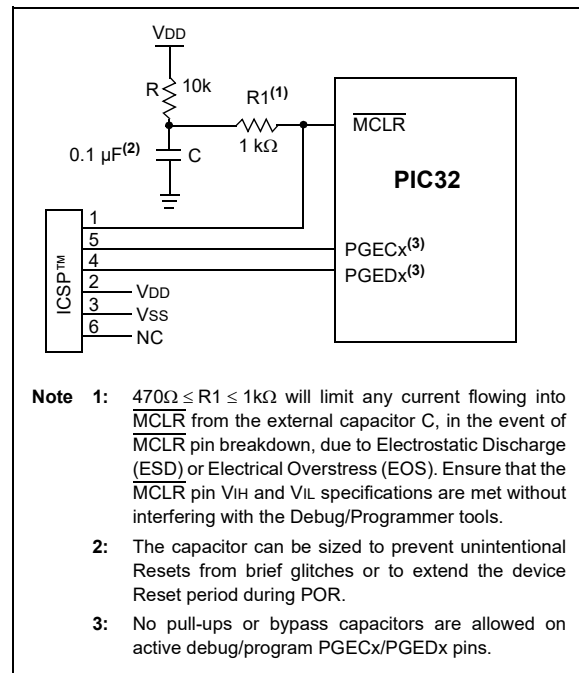 VDD
R 10k
R1(1)
1 kΩ
MCLR
0.1 µF(2) C
PIC32
ICSP™
1
5
4
2
3
6
VDD
VSS
NC
PGECx(3)
PGEDx(3)
Note 1: 470Ω ≤ R1 ≤ 1kΩ will limit any current flowing into
MCLR from the external capacitor C, in the event of
MCLR pin breakdown, due to Electrostatic Discharge
(ESD) or Electrical Overstress (EOS). Ensure that the
MCLR pin VIH and VIL specifications are met without
interfering with the Debug/Programmer tools.
2: The capacitor can be sized to prevent unintentional
Resets from brief glitches or to extend the device
Reset period during POR.
3: No pull-ups or bypass capacitors are allowed on
active debug/program PGECx/PGEDx pins.